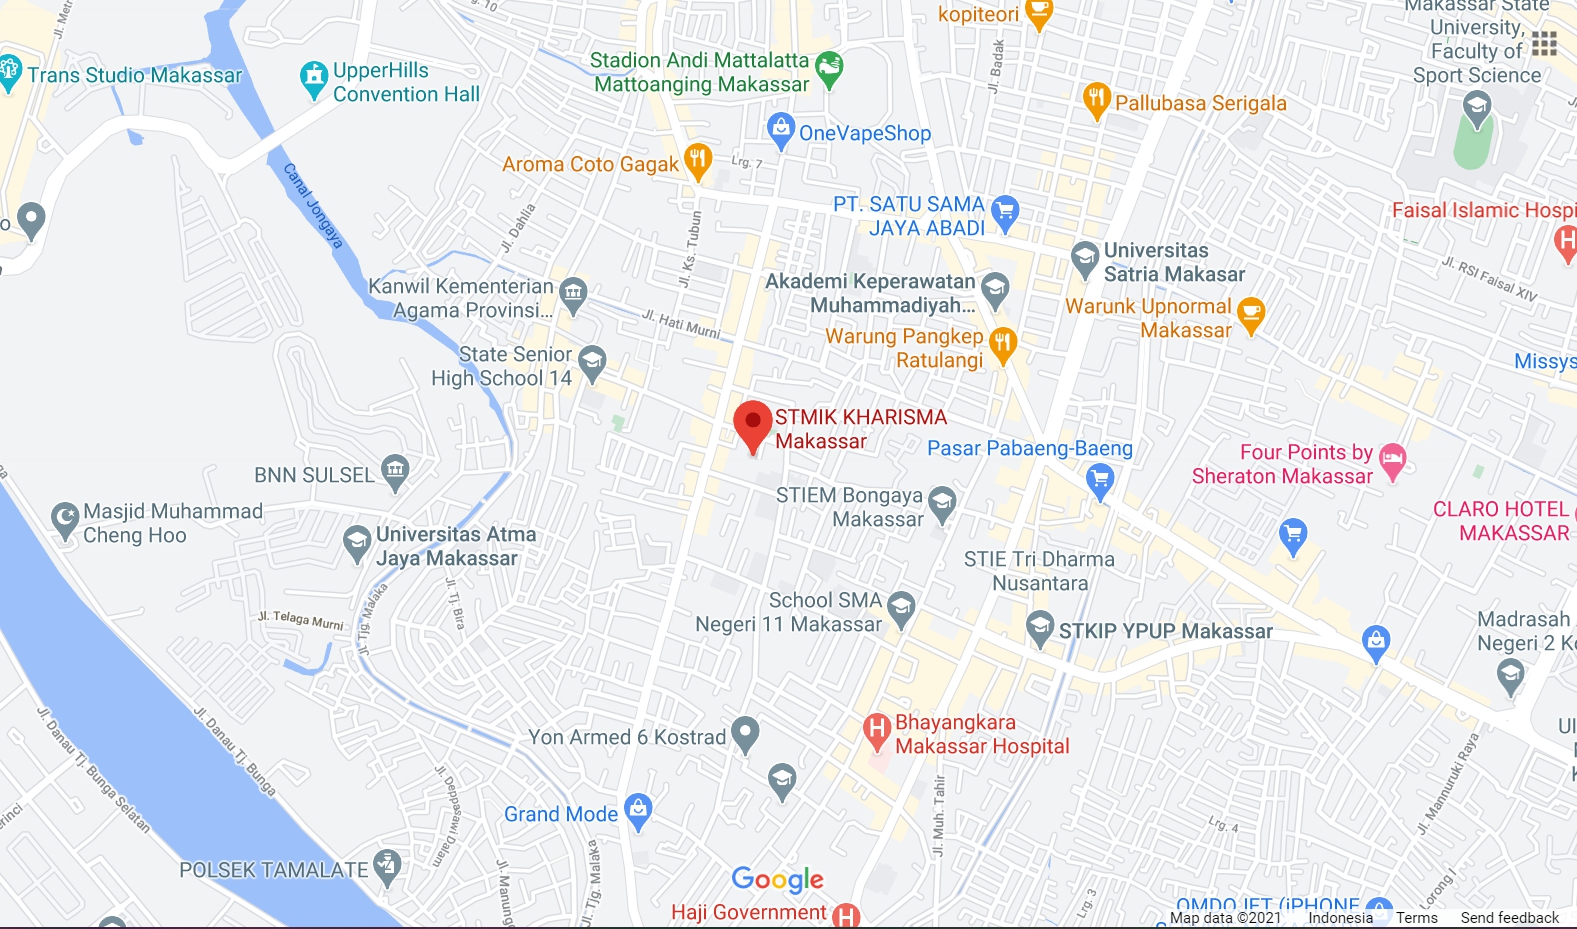 kopiteori
Makassar State
University,
Faculty of
Sport Science
Jl. Metr
10
Trans Studio Makassar
UpperHills
Convention Hall
Stadion Andi Mattalatta
Mattoanging Makassar
Jl. Badak
Pallubasa Serigala
OneVapeShop
Aroma Coto Gagak
Lrg. 7
Canal Jongaya
Jl. Dahlia
Jl. Ks. Tubun
PT. SATU SAMA
JAYA ABADI
Faisal Islamic Hospi
Universitas
Satria Makasar
Jl. RSI Faisal XIV
Kanwil Kementerian
Agama Provinsi...
Akademi Keperawatan
Muhammadiyah...
Jl. Hati Murni
Warunk Upnormal
Makassar
Warung Pangkep
Ratulangi
State Senior
High School 14
Missys
STMIK KHARISMA
Makassar
Pasar Pabaeng-Baeng
Four Points by
Sheraton Makassar
BNN SULSEL
STIEM Bongaya
Makassar
CLARO HOTEL
MAKASSAR
Masjid Muhammad
Cheng Hoo
Universitas Atma
Jaya Makassar
STIE Tri Dharma
Nusantara
Jl. Telaga Murni
Jl. Tjg. Malaka
Jl. Tj. Bira
School SMA
Negeri 11 Makassar
STKIP YPUP Makassar
Madrasah
Negeri 2 Ko
Jl. Danau Tj. Bunga Selatan
Jl. Danau Tj. Bunga
Yon Armed 6 Kostrad
Bhayangkara
Makassar Hospital
Jl. Mannuruki Raya
Jl. Muh. Tahir
Jl. Deppasawi Dalam
Grand Mode
Lrg. 4
POLSEK TAMALATE
Jl. Manung
Jl. Tjg. Malaka
Lrg. 3
Lorong I
Google
Haji Government
OMDOJET (iPHONE
Map data ©2021 Indonesia Terms Send feedback